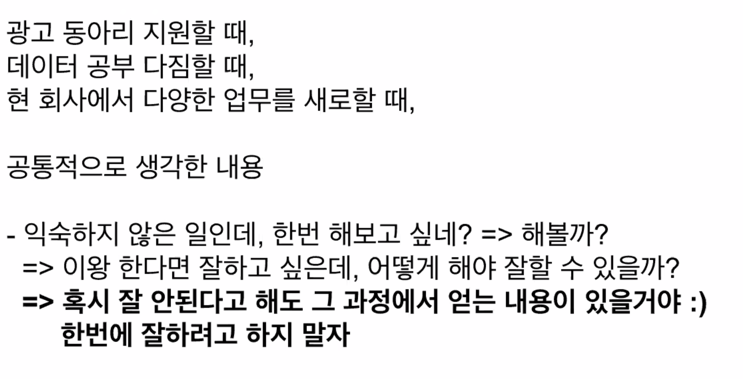 광고 동아리 지원할 때,
데이터 공부 다짐할 때,
현 회사에서 다양한 업무를 새로할 때,
공통적으로 생각한 내용
- 익숙하지 않은 일인데, 한번 해보고 싶네? => 해볼까?
=> 이왕 한다면 잘하고 싶은데, 어떻게 해야 잘할 수 있을까?
=> 혹시 잘 안된다고 해도 그 과정에서 얻는 내용이 있을거야 :)
한번에 잘하려고 하지 말자